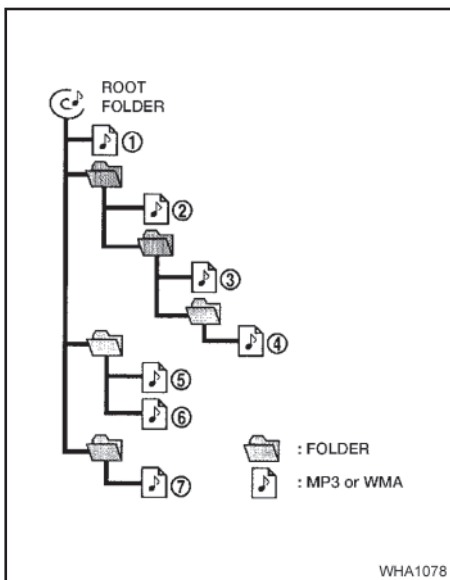 ROOT
FOLDER
①
②
③
④
⑤
⑥
⑦
: FOLDER
: MP3 or WMA
WHA1078